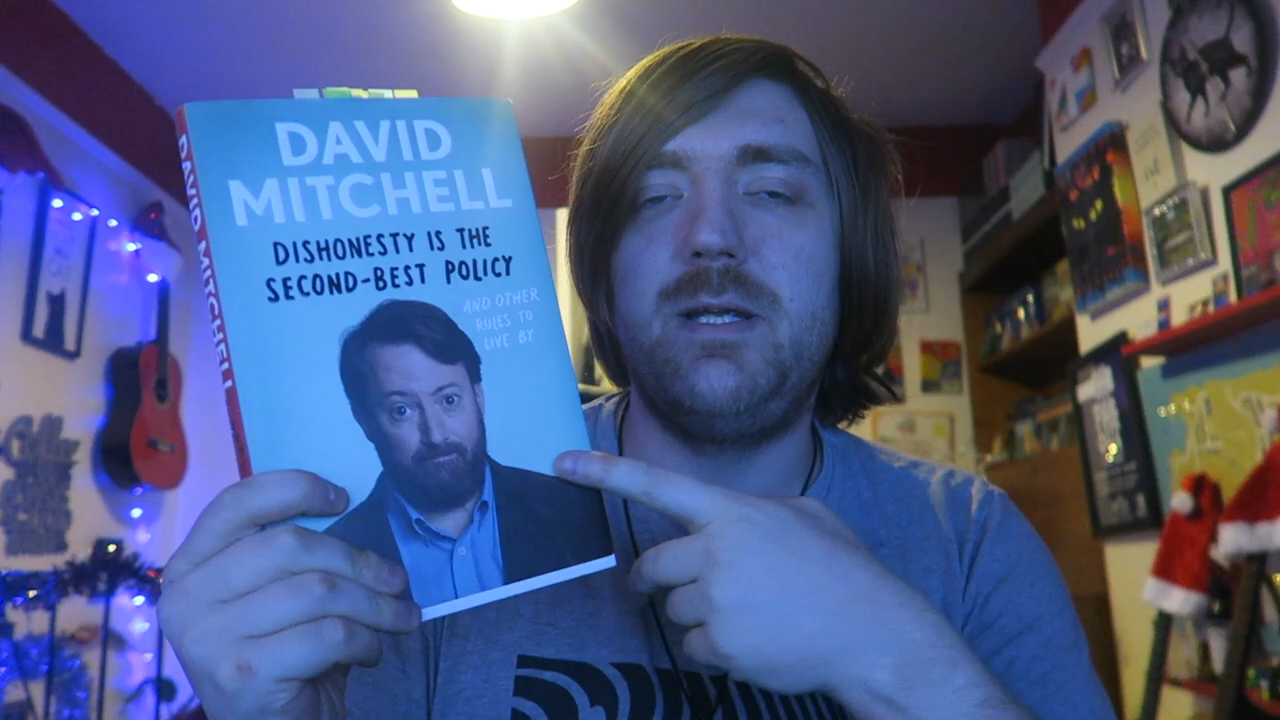 DAVID
MITCHELL
DISHONESTY IS THE
SECOND-BEST POLICY
AND OTHER
RULES TO
LIVE BY
DAVID MITCHELL